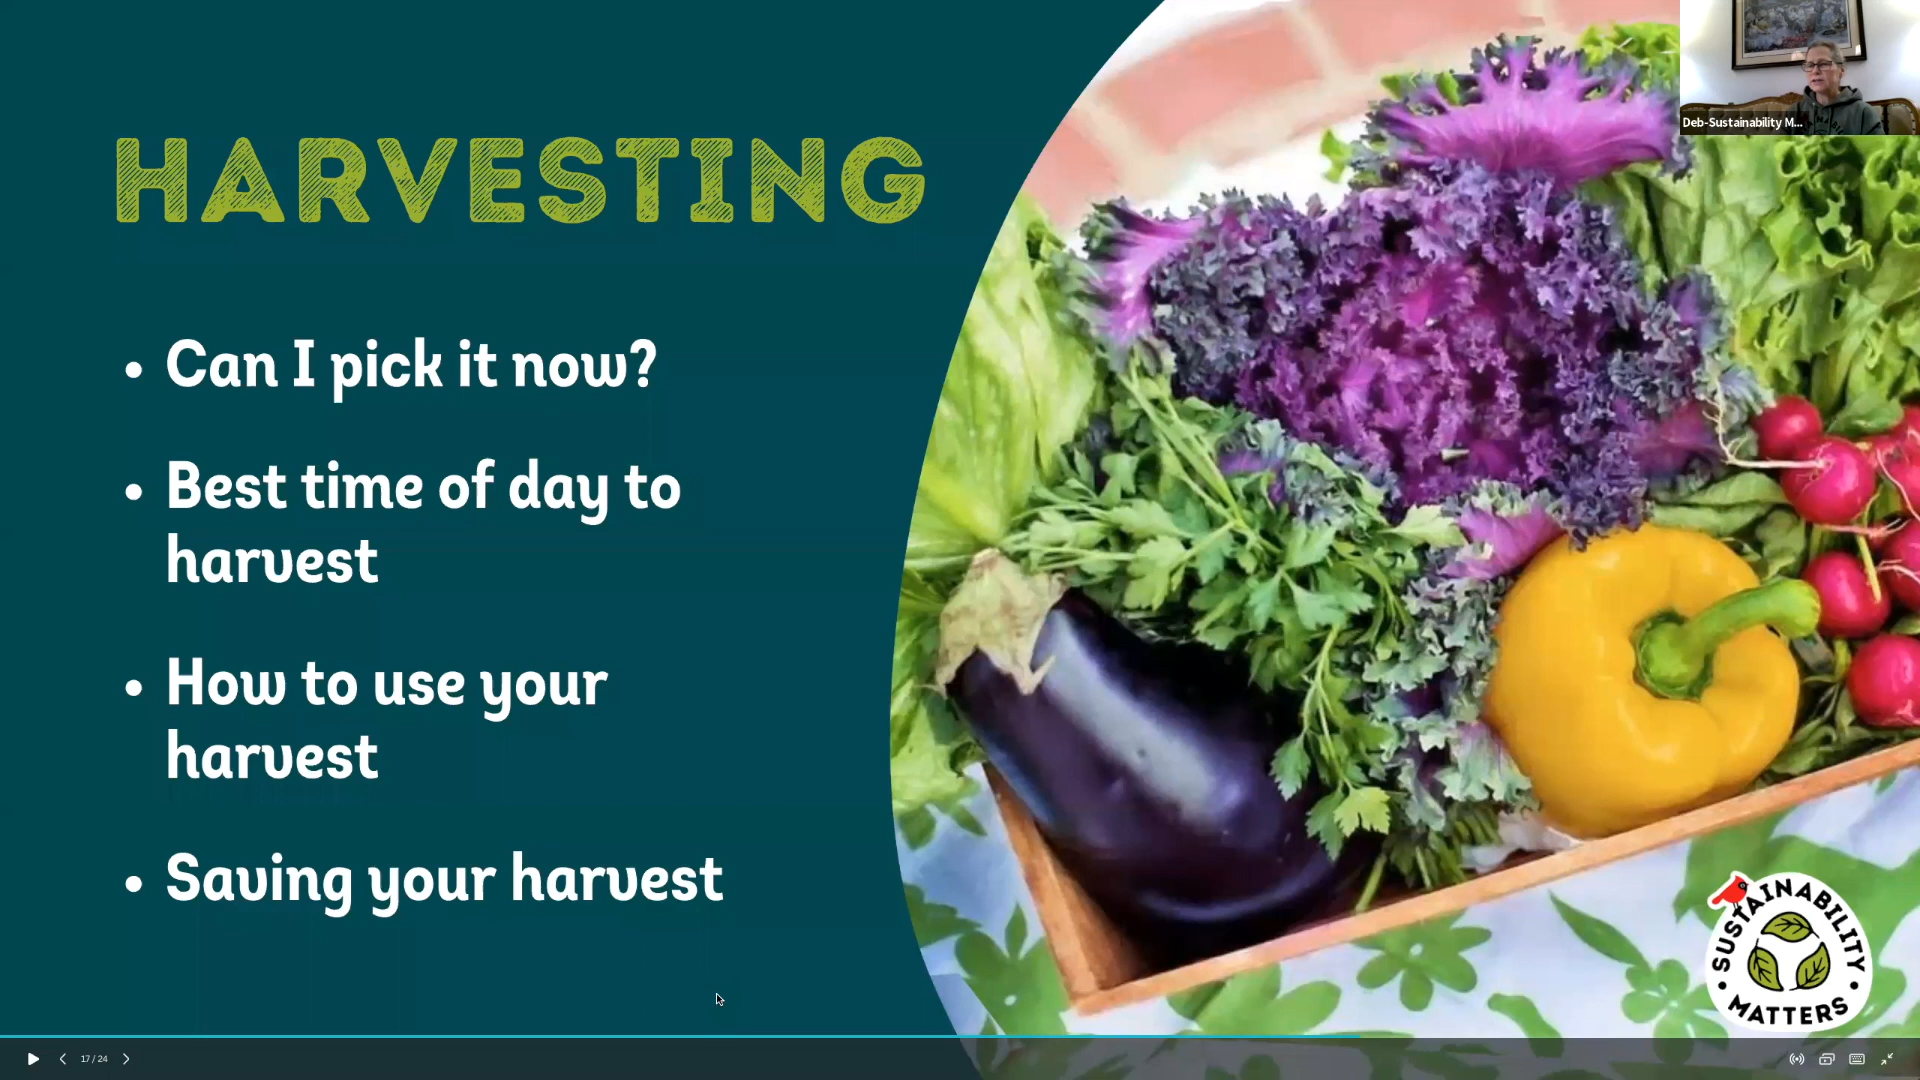 HARVESTING
• Can I pick it now?
• Best time of day to
harvest
• How to use your
harvest
• Saving your harvest
Deb-Sustainability M...
SUSTAINABILITY
• MATTERS •
17 / 24